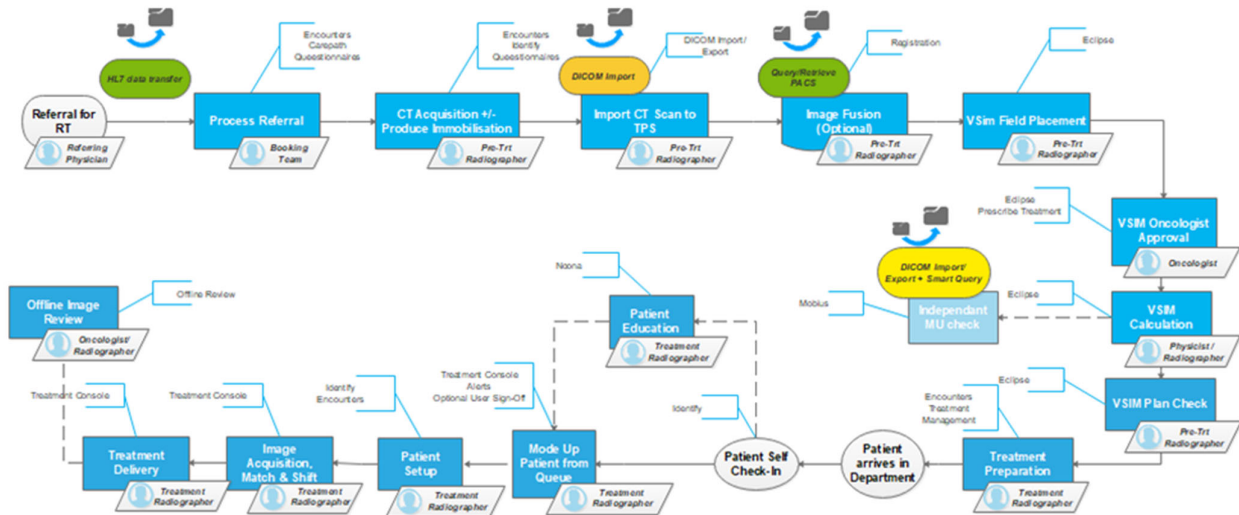 Encounters
Carepath
Queestionnaires
Encounters
Identify
Queestionnaires
DICOM Import/
Export
Registration
Eclipse
HL7 data transfer
DICOM Import
Query/Retrieve
PACS
Referral for
RT
Referring
Physician
Process Referral
Booking
Team
CT Acquisition +/-
Produce Immobilisation
Pre-Trt
Radiographer
Import CT Scan to
TPS
Pre-Trt
Radiographer
Image Fusion
(Optional)
Pre-Trt
Radiographer
VSim Field Placement
Pre-Trt
Radiographer
Eclipse
Prescribe Treatment
VSIM Oncologist
Approval
Oncologist
DICOM Import/
Export + Smart Query
Mobius
Independant
MU check
Eclipse
VSIM
Calculation
Physicist /
Radiographer
Noona
Patient
Education
Treatment
Radiographer
Offline Image
Review
Offline Review
Oncologist/
Radiographer
Eclipse
VSIM Plan Check
Pre-Trt
Radiographer
Encounters
Treatment
Management
Treatment
Preparation
Treatment
Radiographer
Patient
arrives in
Department
Identify
Patient Self
Check-In
Treatment Console
Alerts
Optional User Sign-Off
Mode Up
Patient from
Queue
Treatment
Radiographer
Identify
Encounters
Patient
Setup
Treatment
Radiographer
Treatment Console
Image
Acquisition,
Match & Shift
Treatment
Radiographer
Treatment Console
Treatment
Delivery
Treatment
Radiographer